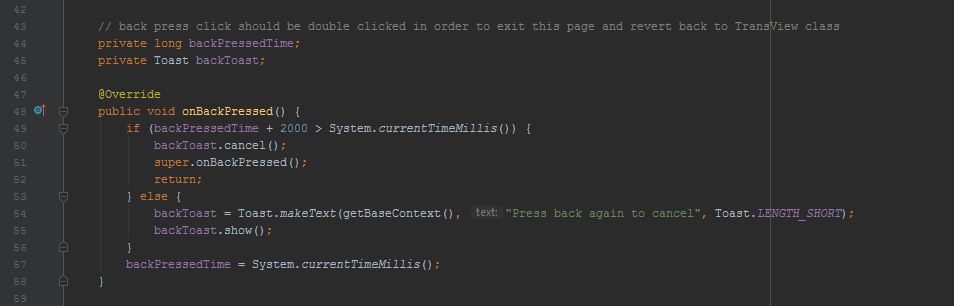 42
43 // back press click should be double clicked in order to exit this page and revert back to TransView class
44 private long backPressedTime;
45 private Toast backToast;
46
47 @Override
48 public void onBackPressed() {
49 if (backPressedTime + 2000 > System.currentTimeMillis()) {
50 backToast.cancel();
51 super.onBackPressed();
52 return;
53 } else {
54 backToast = Toast.makeText(getBaseContext(), text: "Press back again to cancel", Toast.LENGTH_SHORT);
55 backToast.show();
56 }
57 backPressedTime = System.currentTimeMillis();
58 }
59